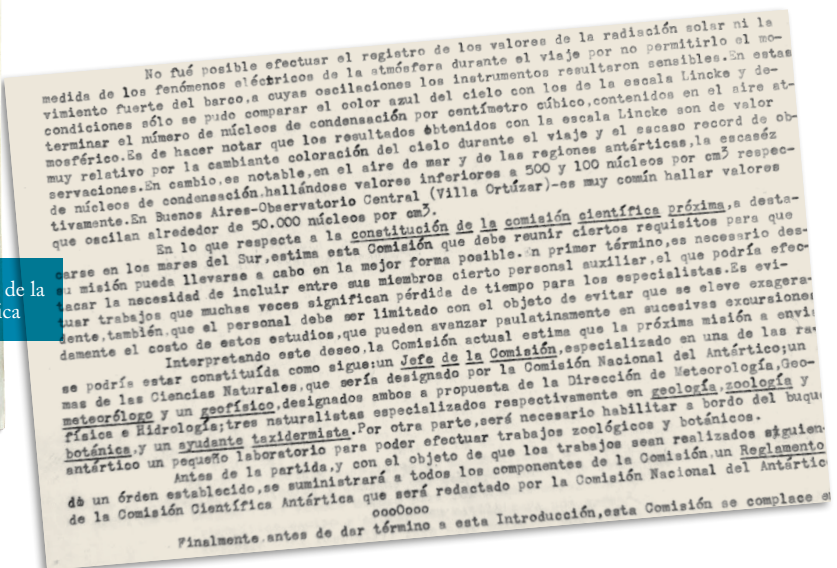 No fué posible efectuar el registro de los valores de la radiación solar ni la
medida de los fenómenos eléctricos de la atmósfera durante el viaje por no permitirlo el mo-
vimiento fuerte del barco,a cuyas oscilaciones los instrumentos resultaron sensibles.En estas
condiciones sólo se pudo comparar el color azul del cielo con los de la escala Lincke y de-
terminar el número de núcleos de condensación por centímetro cúbico,contenidos en el aire at-
mosférico.Es de hacer notar que los resultados obtenidos con la escala Lincke son de valor
muy relativo por la cambiante coloración del cielo durante el viaje y el escaso record de ob-
servaciones.En cambio,es notable,en el aire de mar y de las regiones antárticas,la escaséz
de núcleos de condensación,hallándose valores inferiores a 500 y 100 núcleos por cm3 respec-
tivamente.En Buenos Aires-Observatorio Central (Villa Ortúzar)-es muy común hallar valores
que oscilan alrededor de 50.000 núcleos por cm3.
En lo que respecta a la constitución de la comisión científica próxima,a desta-
carse en los mares del Sur,estima esta Comisión que debe reunir ciertos requisitos para que
su misión pueda llevarse a cabo en la mejor forma posible.En primer término,es necesario des-
tacar la necesidad de incluir entre sus miembros cierto personal auxiliar,el que podría efec-
tuar trabajos que muchas veces significan pérdida de tiempo para los especialistas.Es evi-
dente,también,que el personal debe ser limitado con el objeto de evitar que se eleve exagera-
damente el costo de estos estudios,que pueden avanzar paulatinamente en sucesivas excursiones
Interpretando este deseo,la Comisión actual estima que la próxima misión a envi
se podría estar constituída como sigue:un Jefe de la Comisión,especializado en una de las ra
mas de las Ciencias Naturales,que sería designado por la Comisión Nacional del Antártico;un
meteorólogo y un geofísico,designados ambos a propuesta de la Dirección de Meteorología,Geo-
física e Hidrología;tres naturalistas especializados respectivamente en geología,zoología y
botánica,y un ayudante taxidermista.Por otra parte,será necesario habilitar a bordo del buque
antártico un pequeño laboratorio para poder efectuar trabajos zoológicos y botánicos.
Antes de la partida,y con el objeto de que los trabajos sean realizados siguien
do un órden establecido,se suministrará a todos los componentes de la Comisión,un Reglamento
de la Comisión Científica Antártica que será redactado por la Comisión Nacional del Antártico
oooOooo
Finalmente,antes de dar término a esta Introducción,esta Comisión se complace e
de la
ica